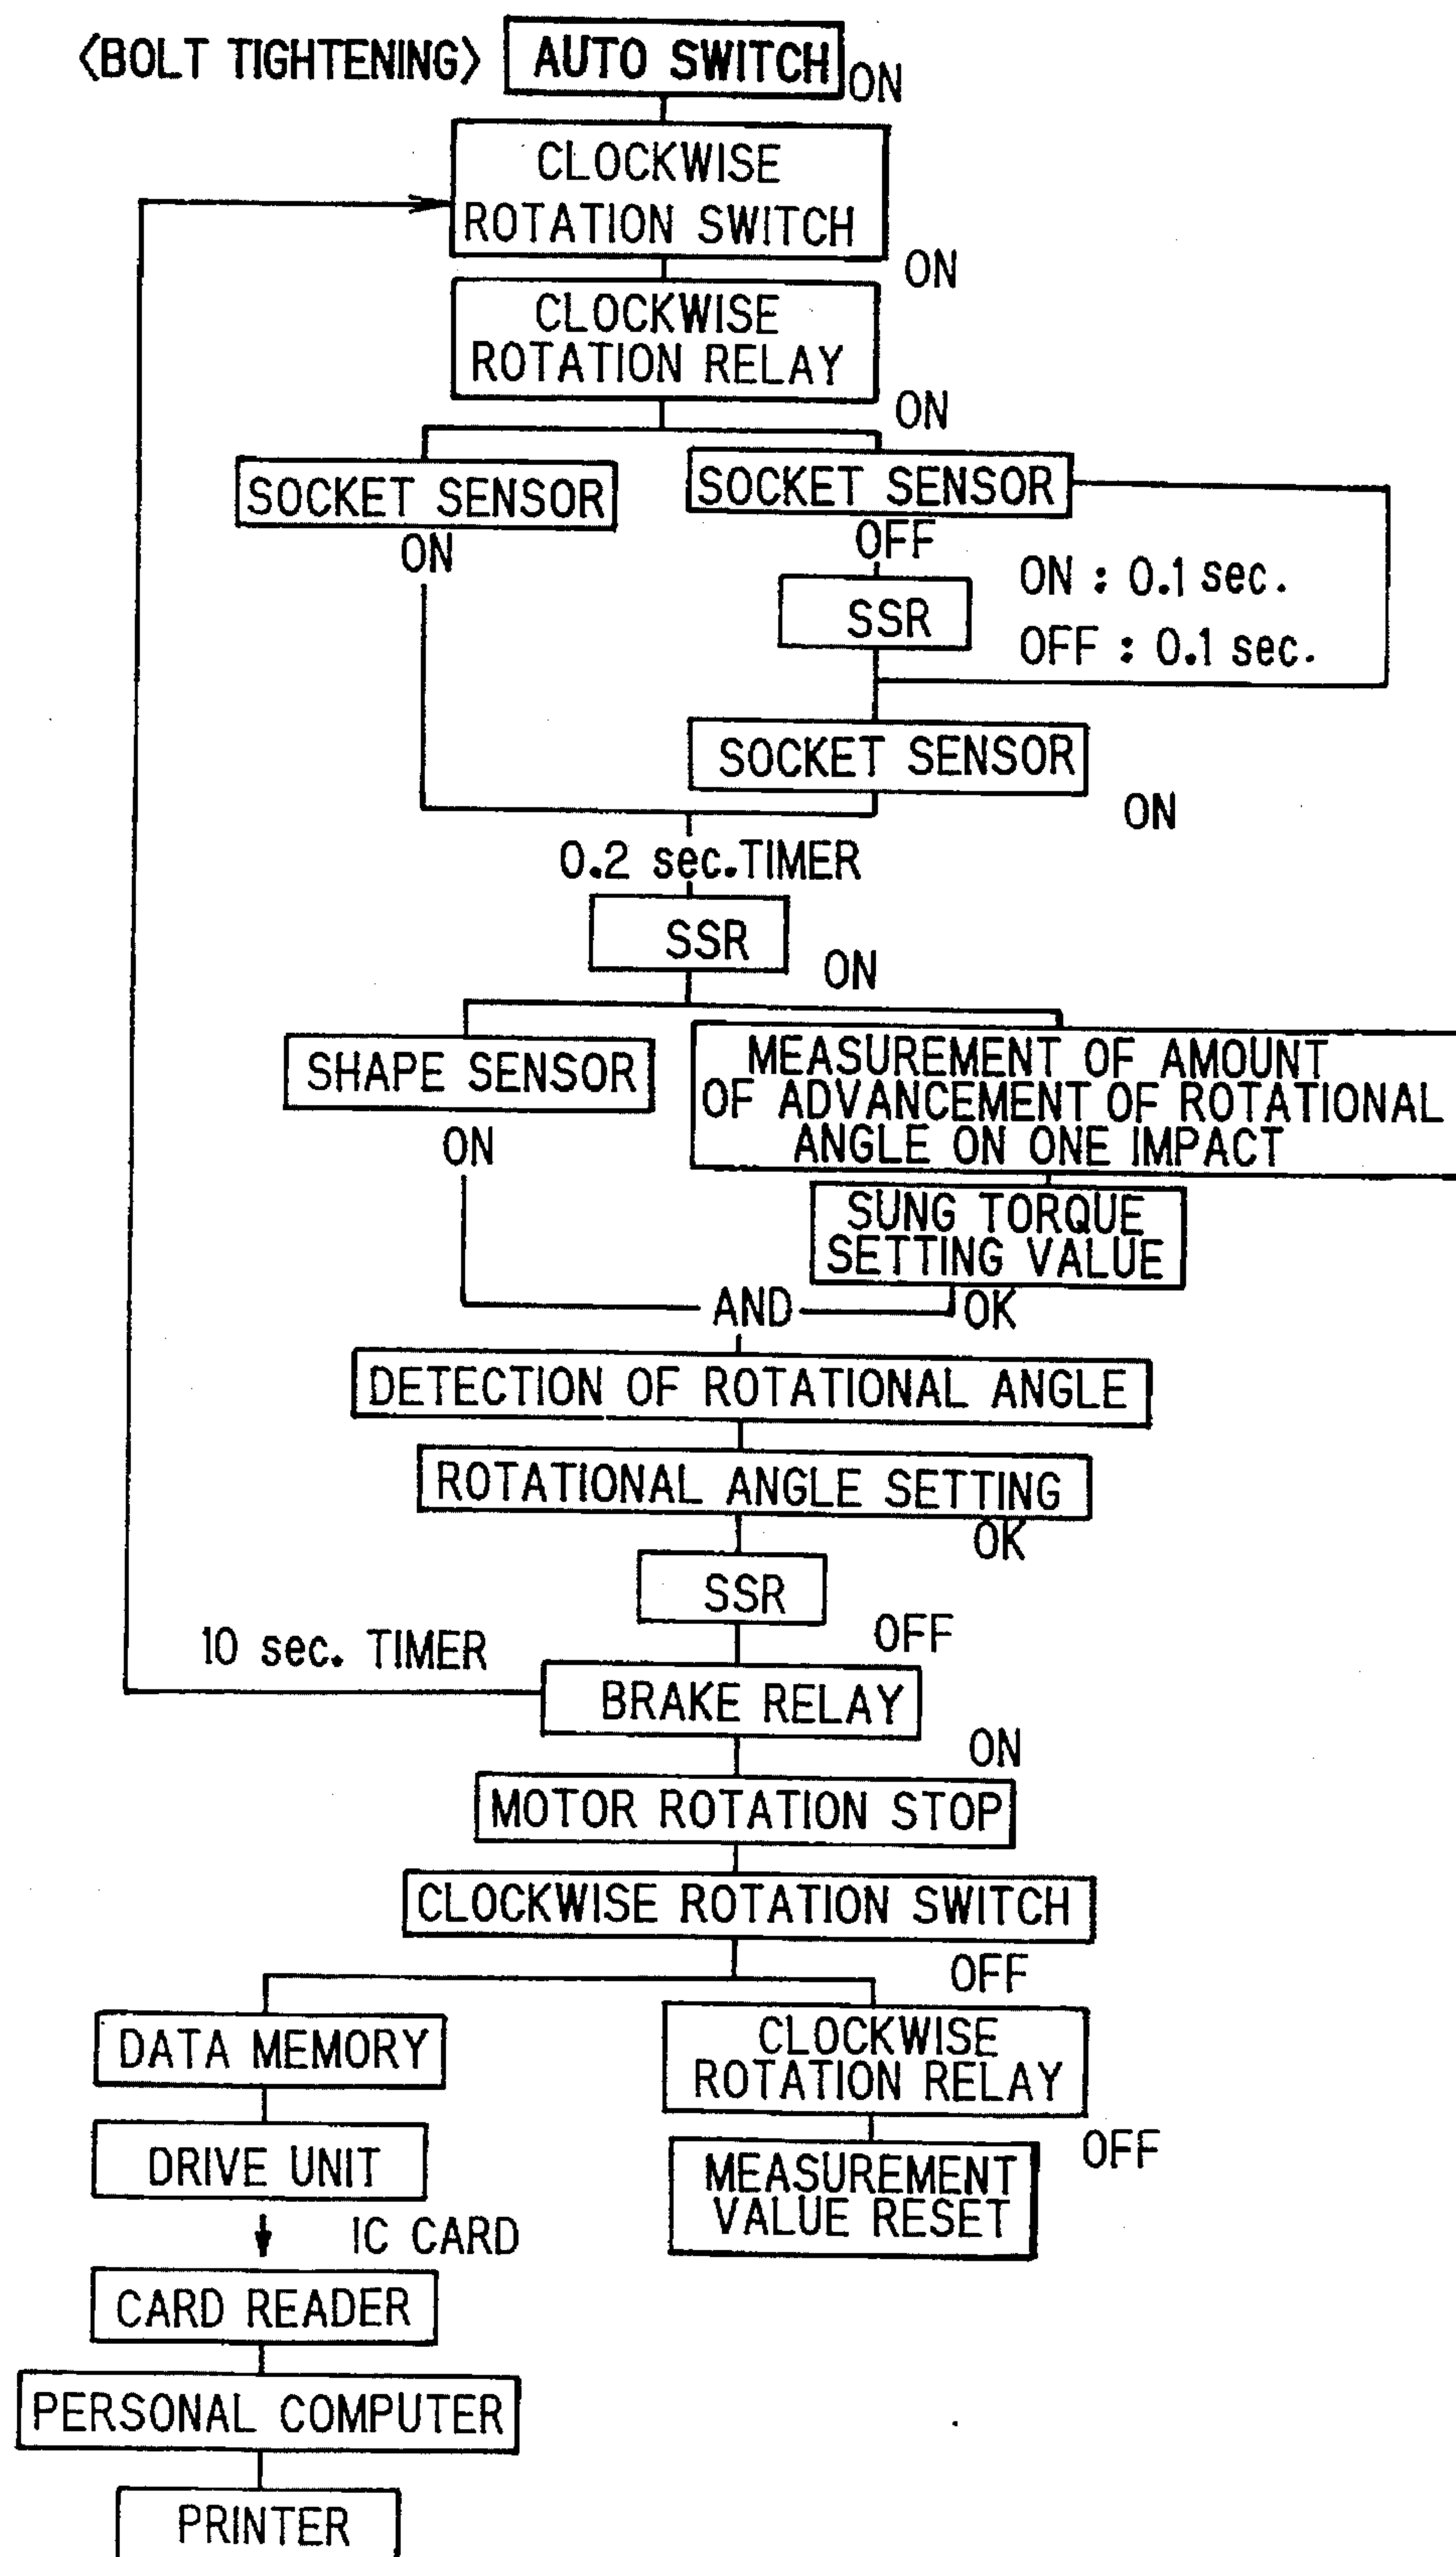 <BOLT TIGHTENING> AUTO SWITCH ON
CLOCKWISE
ROTATION SWITCH
ON
CLOCKWISE
ROTATION RELAY
ON
SOCKET SENSOR
ON
SOCKET SENSOR
OFF
SSR
ON : 0.1 sec.
OFF : 0.1 sec.
SOCKET SENSOR
ON
0.2 sec. TIMER
SSR
ON
SHAPE SENSOR
ON
MEASUREMENT OF AMOUNT
OF ADVANCEMENT OF ROTATIONAL
ANGLE ON ONE IMPACT
SUNG TORQUE
SETTING VALUE
AND OK
DETECTION OF ROTATIONAL ANGLE
ROTATIONAL ANGLE SETTING
OK
SSR
OFF
10 sec. TIMER
BRAKE RELAY
ON
MOTOR ROTATION STOP
CLOCKWISE ROTATION SWITCH
OFF
DATA MEMORY
DRIVE UNIT
IC CARD
CARD READER
PERSONAL COMPUTER
PRINTER
CLOCKWISE
ROTATION RELAY
OFF
MEASUREMENT
VALUE RESET